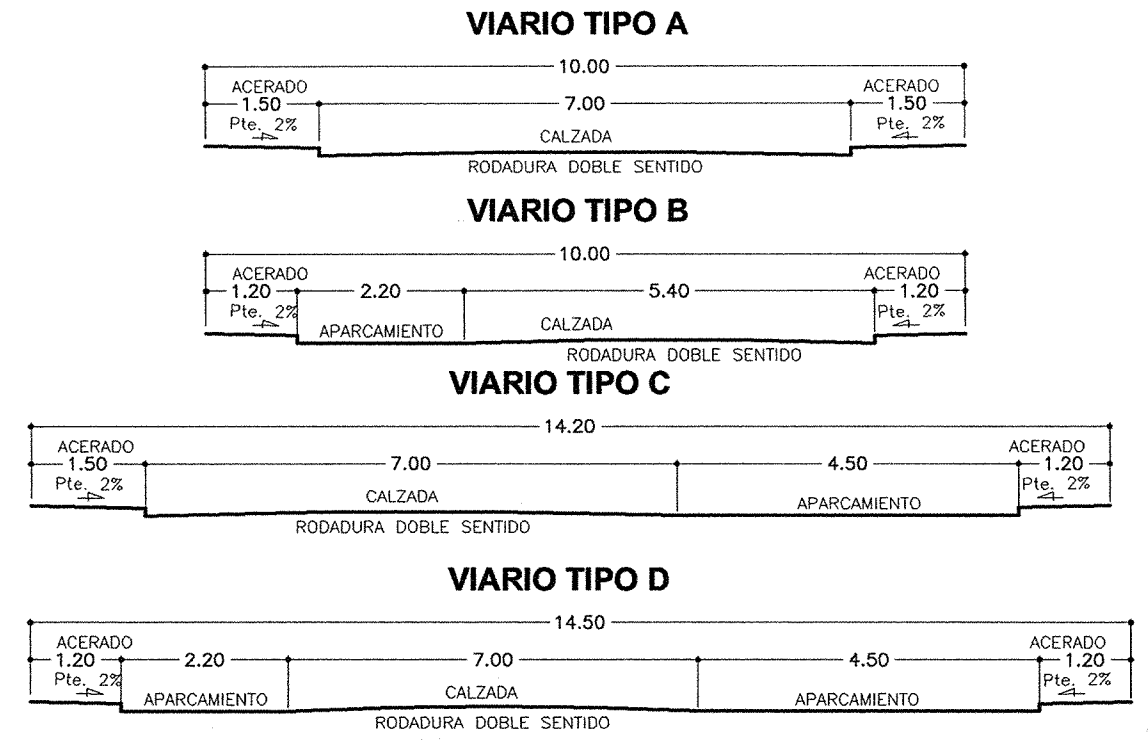 VIARIO TIPO A
10.00
ACERADO ACERADO
1.50 7.00 1.50
Pte. 2% Pte. 2%
CALZADA
RODADURA DOBLE SENTIDO
VIARIO TIPO B
10.00
ACERADO ACERADO
1.20 2.20 5.40 1.20
Pte. 2% Pte. 2%
APARCAMIENTO CALZADA
RODADURA DOBLE SENTIDO
VIARIO TIPO C
14.20
ACERADO ACERADO
1.50 7.00 4.50 1.20
Pte. 2% Pte. 2%
CALZADA APARCAMIENTO
RODADURA DOBLE SENTIDO
VIARIO TIPO D
14.50
ACERADO ACERADO
1.20 2.20 7.00 4.50 1.20
Pte. 2% Pte. 2%
APARCAMIENTO CALZADA APARCAMIENTO
RODADURA DOBLE SENTIDO